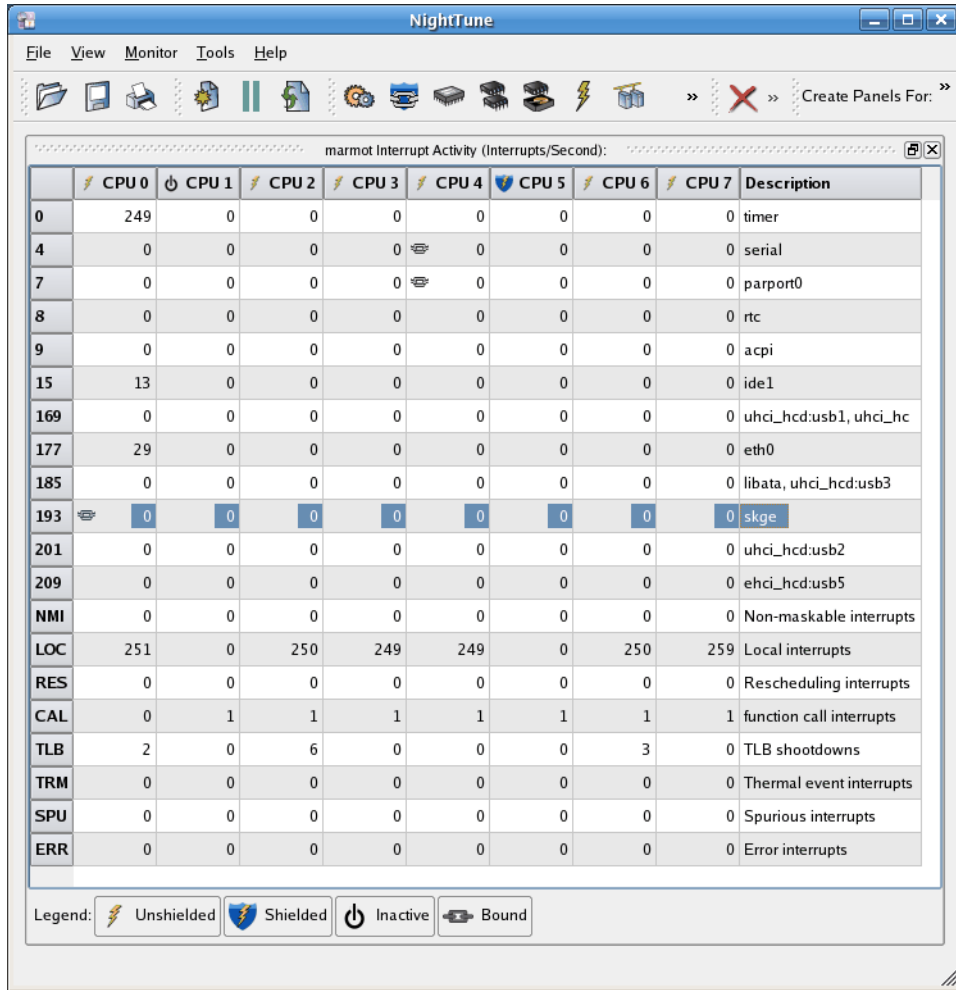 NightTune
File View Monitor Tools Help
» » Create Panels For: »
marmot Interrupt Activity (Interrupts/Second):
CPU 0 CPU 1 CPU 2 CPU 3 CPU 4 CPU 5 CPU 6 CPU 7 Description
0 249 0 0 0 0 0 0 0 timer
4 0 0 0 0 0 0 0 0 serial
7 0 0 0 0 0 0 0 0 parport0
8 0 0 0 0 0 0 0 0 rtc
9 0 0 0 0 0 0 0 0 acpi
15 13 0 0 0 0 0 0 0 ide1
169 0 0 0 0 0 0 0 0 uhci_hcd:usb1, uhci_hc
177 29 0 0 0 0 0 0 0 eth0
185 0 0 0 0 0 0 0 0 libata, uhci_hcd:usb3
193 0 0 0 0 0 0 0 0 skge
201 0 0 0 0 0 0 0 0 uhci_hcd:usb2
209 0 0 0 0 0 0 0 0 ehci_hcd:usb5
NMI 0 0 0 0 0 0 0 0 Non-maskable interrupts
LOC 251 0 250 249 249 0 250 259 Local interrupts
RES 0 0 0 0 0 0 0 0 Rescheduling interrupts
CAL 0 1 1 1 1 1 1 1 function call interrupts
TLB 2 0 6 0 0 0 3 0 TLB shootdowns
TRM 0 0 0 0 0 0 0 0 Thermal event interrupts
SPU 0 0 0 0 0 0 0 0 Spurious interrupts
ERR 0 0 0 0 0 0 0 0 Error interrupts
Legend: Unshielded Shielded Inactive Bound